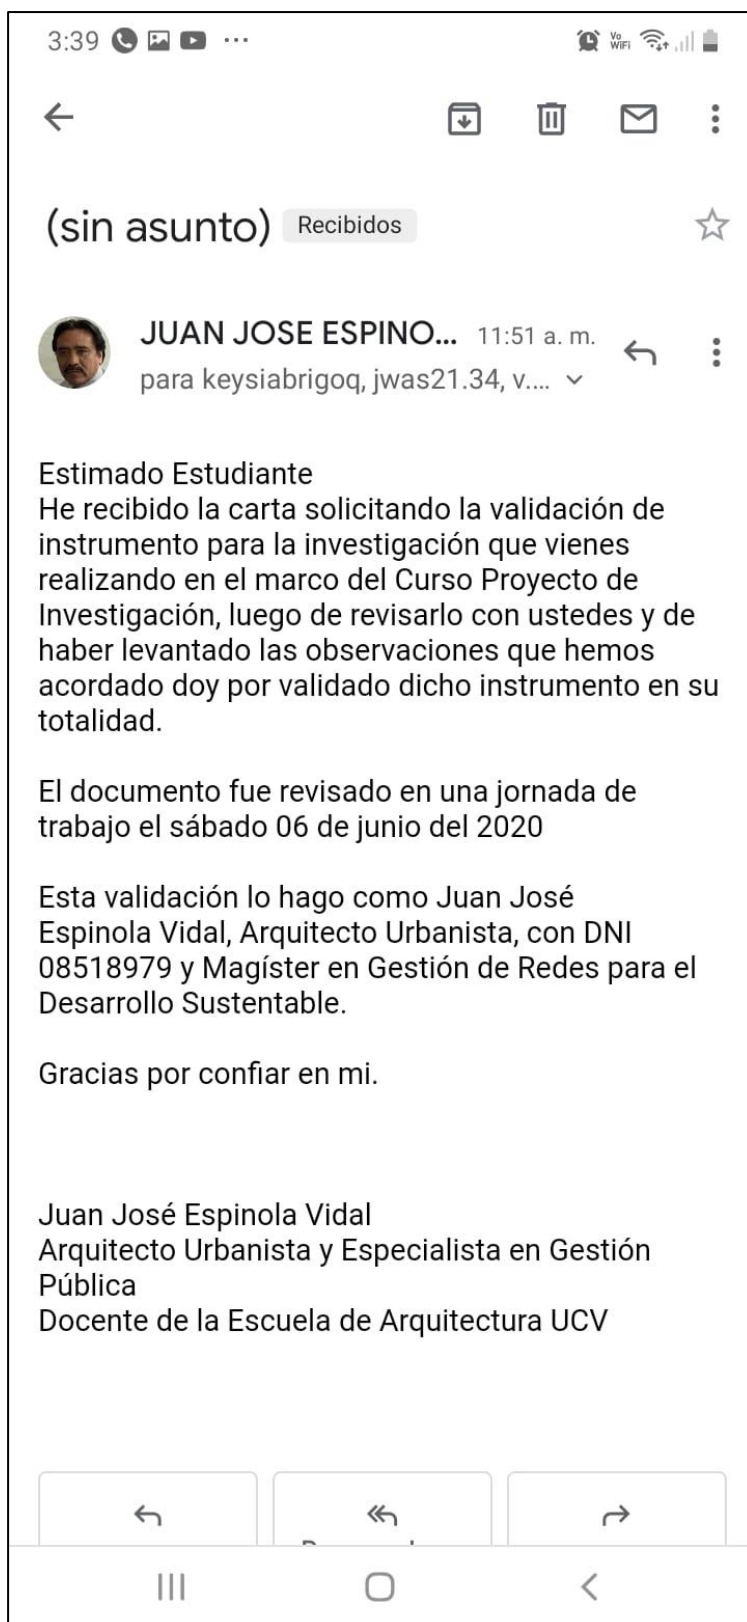 3:39
Vo
WiFi
(sin asunto) Recibidos
JUAN JOSE ESPINO... 11:51 a. m.
para keysiabrigoq, jwas21.34, v....
Estimado Estudiante
He recibido la carta solicitando la validación de
instrumento para la investigación que vienes
realizando en el marco del Curso Proyecto de
Investigación, luego de revisarlo con ustedes y de
haber levantado las observaciones que hemos
acordado doy por validado dicho instrumento en su
totalidad.
El documento fue revisado en una jornada de
trabajo el sábado 06 de junio del 2020
Esta validación lo hago como Juan José
Espinola Vidal, Arquitecto Urbanista, con DNI
08518979 y Magíster en Gestión de Redes para el
Desarrollo Sustentable.
Gracias por confiar en mi.
Juan José Espinola Vidal
Arquitecto Urbanista y Especialista en Gestión
Pública
Docente de la Escuela de Arquitectura UCV